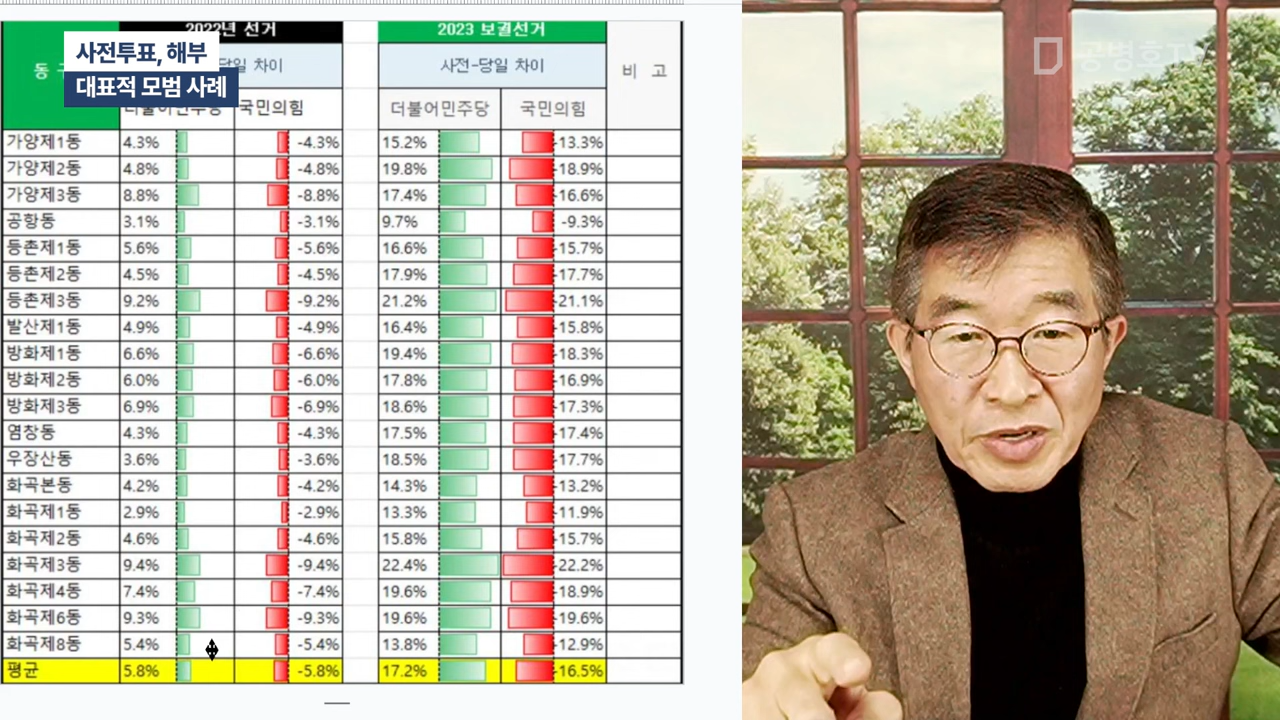 사전투표, 해부
대표적 모범 사례
공병호TV
2022년 선거 2023 보궐선거
동 당일 차이 사전-당일 차이 비 고
더불어민주당 국민의힘 더불어민주당 국민의힘
가양제1동 4.3% -4.3% 15.2% -13.3%
가양제2동 4.8% -4.8% 19.8% -18.9%
가양제3동 8.8% -8.8% 17.4% -16.6%
공항동 3.1% -3.1% 9.7% -9.3%
등촌제1동 5.6% -5.6% 16.6% -15.7%
등촌제2동 4.5% -4.5% 17.9% -17.7%
등촌제3동 9.2% -9.2% 21.2% -21.1%
발산제1동 4.9% -4.9% 16.4% -15.8%
방화제1동 6.6% -6.6% 19.4% -18.3%
방화제2동 6.0% -6.0% 17.8% -16.9%
방화제3동 6.9% -6.9% 18.6% -17.3%
염창동 4.3% -4.3% 17.5% -17.4%
우장산동 3.6% -3.6% 18.5% -17.7%
화곡본동 4.2% -4.2% 14.3% -13.2%
화곡제1동 2.9% -2.9% 13.3% -11.9%
화곡제2동 4.6% -4.6% 15.8% -15.7%
화곡제3동 9.4% -9.4% 22.4% -22.2%
화곡제4동 7.4% -7.4% 19.6% -18.9%
화곡제6동 9.3% -9.3% 19.6% -19.6%
화곡제8동 5.4% -5.4% 13.8% -12.9%
평균 5.8% -5.8% 17.2% -16.5%